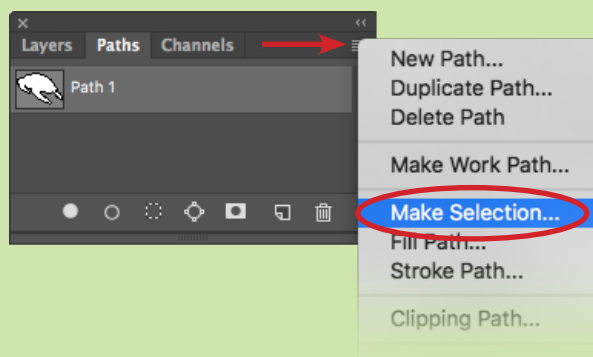 Layers Paths Channels
Path 1
New Path...
Duplicate Path...
Delete Path
Make Work Path...
Make Selection...
Fill Path...
Stroke Path...
Clipping Path...